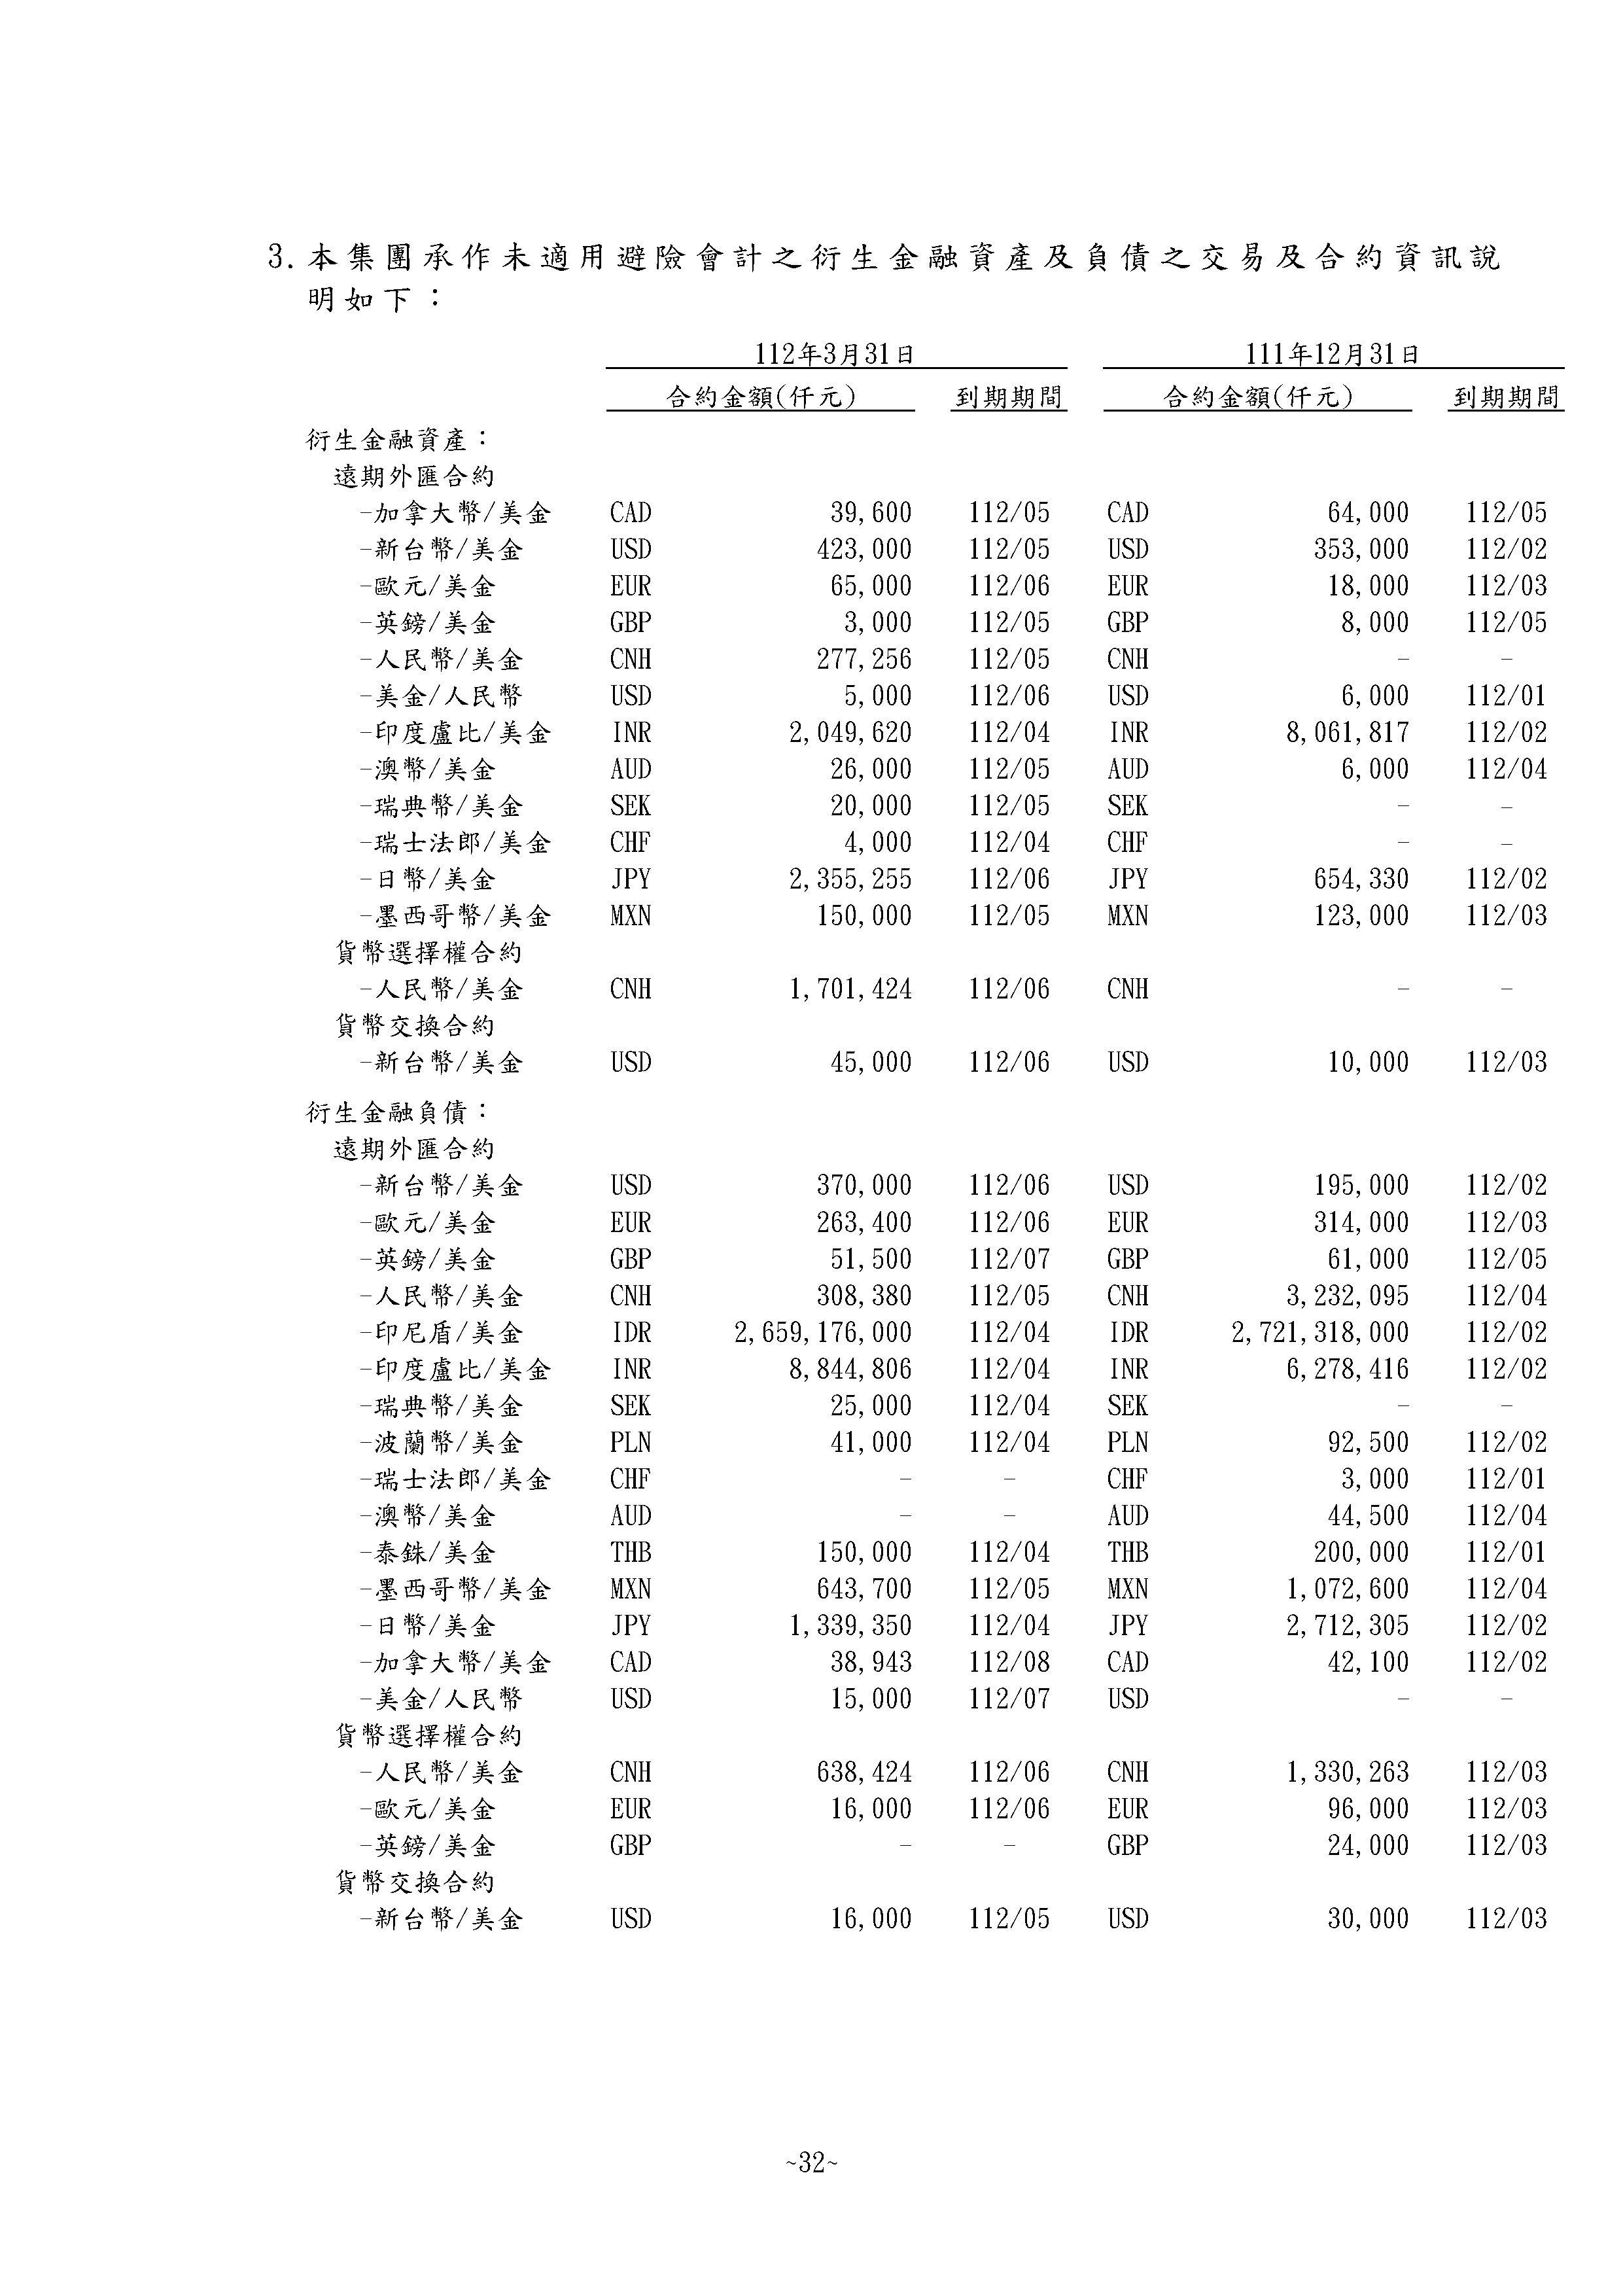 3.本集團承作未適用避險會計之衍生金融資產及負債之交易及合約資訊說
明如下：
112年3月31日 111年12月31日
合約金額(仟元) 到期期間 合約金額(仟元) 到期期間
衍生金融資產：
遠期外匯合約
-加拿大幣/美金 CAD 39,600 112/05 CAD 64,000 112/05
-新台幣/美金 USD 423,000 112/05 USD 353,000 112/02
-歐元/美金 EUR 65,000 112/06 EUR 18,000 112/03
-英鎊/美金 GBP 3,000 112/05 GBP 8,000 112/05
-人民幣/美金 CNH 277,256 112/05 CNH - -
-美金/人民幣 USD 5,000 112/06 USD 6,000 112/01
-印度盧比/美金 INR 2,049,620 112/04 INR 8,061,817 112/02
-澳幣/美金 AUD 26,000 112/05 AUD 6,000 112/04
-瑞典幣/美金 SEK 20,000 112/05 SEK - -
-瑞士法郎/美金 CHF 4,000 112/04 CHF - -
-日幣/美金 JPY 2,355,255 112/06 JPY 654,330 112/02
-墨西哥幣/美金 MXN 150,000 112/05 MXN 123,000 112/03
貨幣選擇權合約
-人民幣/美金 CNH 1,701,424 112/06 CNH - -
貨幣交換合約
-新台幣/美金 USD 45,000 112/06 USD 10,000 112/03
衍生金融負債：
遠期外匯合約
-新台幣/美金 USD 370,000 112/06 USD 195,000 112/02
-歐元/美金 EUR 263,400 112/06 EUR 314,000 112/03
-英鎊/美金 GBP 51,500 112/07 GBP 61,000 112/05
-人民幣/美金 CNH 308,380 112/05 CNH 3,232,095 112/04
-印尼盾/美金 IDR 2,659,176,000 112/04 IDR 2,721,318,000 112/02
-印度盧比/美金 INR 8,844,806 112/04 INR 6,278,416 112/02
-瑞典幣/美金 SEK 25,000 112/04 SEK - -
-波蘭幣/美金 PLN 41,000 112/04 PLN 92,500 112/02
-瑞士法郎/美金 CHF - - CHF 3,000 112/01
-澳幣/美金 AUD - - AUD 44,500 112/04
-泰銖/美金 THB 150,000 112/04 THB 200,000 112/01
-墨西哥幣/美金 MXN 643,700 112/05 MXN 1,072,600 112/04
-日幣/美金 JPY 1,339,350 112/04 JPY 2,712,305 112/02
-加拿大幣/美金 CAD 38,943 112/08 CAD 42,100 112/02
-美金/人民幣 USD 15,000 112/07 USD - -
貨幣選擇權合約
-人民幣/美金 CNH 638,424 112/06 CNH 1,330,263 112/03
-歐元/美金 EUR 16,000 112/06 EUR 96,000 112/03
-英鎊/美金 GBP - - GBP 24,000 112/03
貨幣交換合約
-新台幣/美金 USD 16,000 112/05 USD 30,000 112/03
~32~